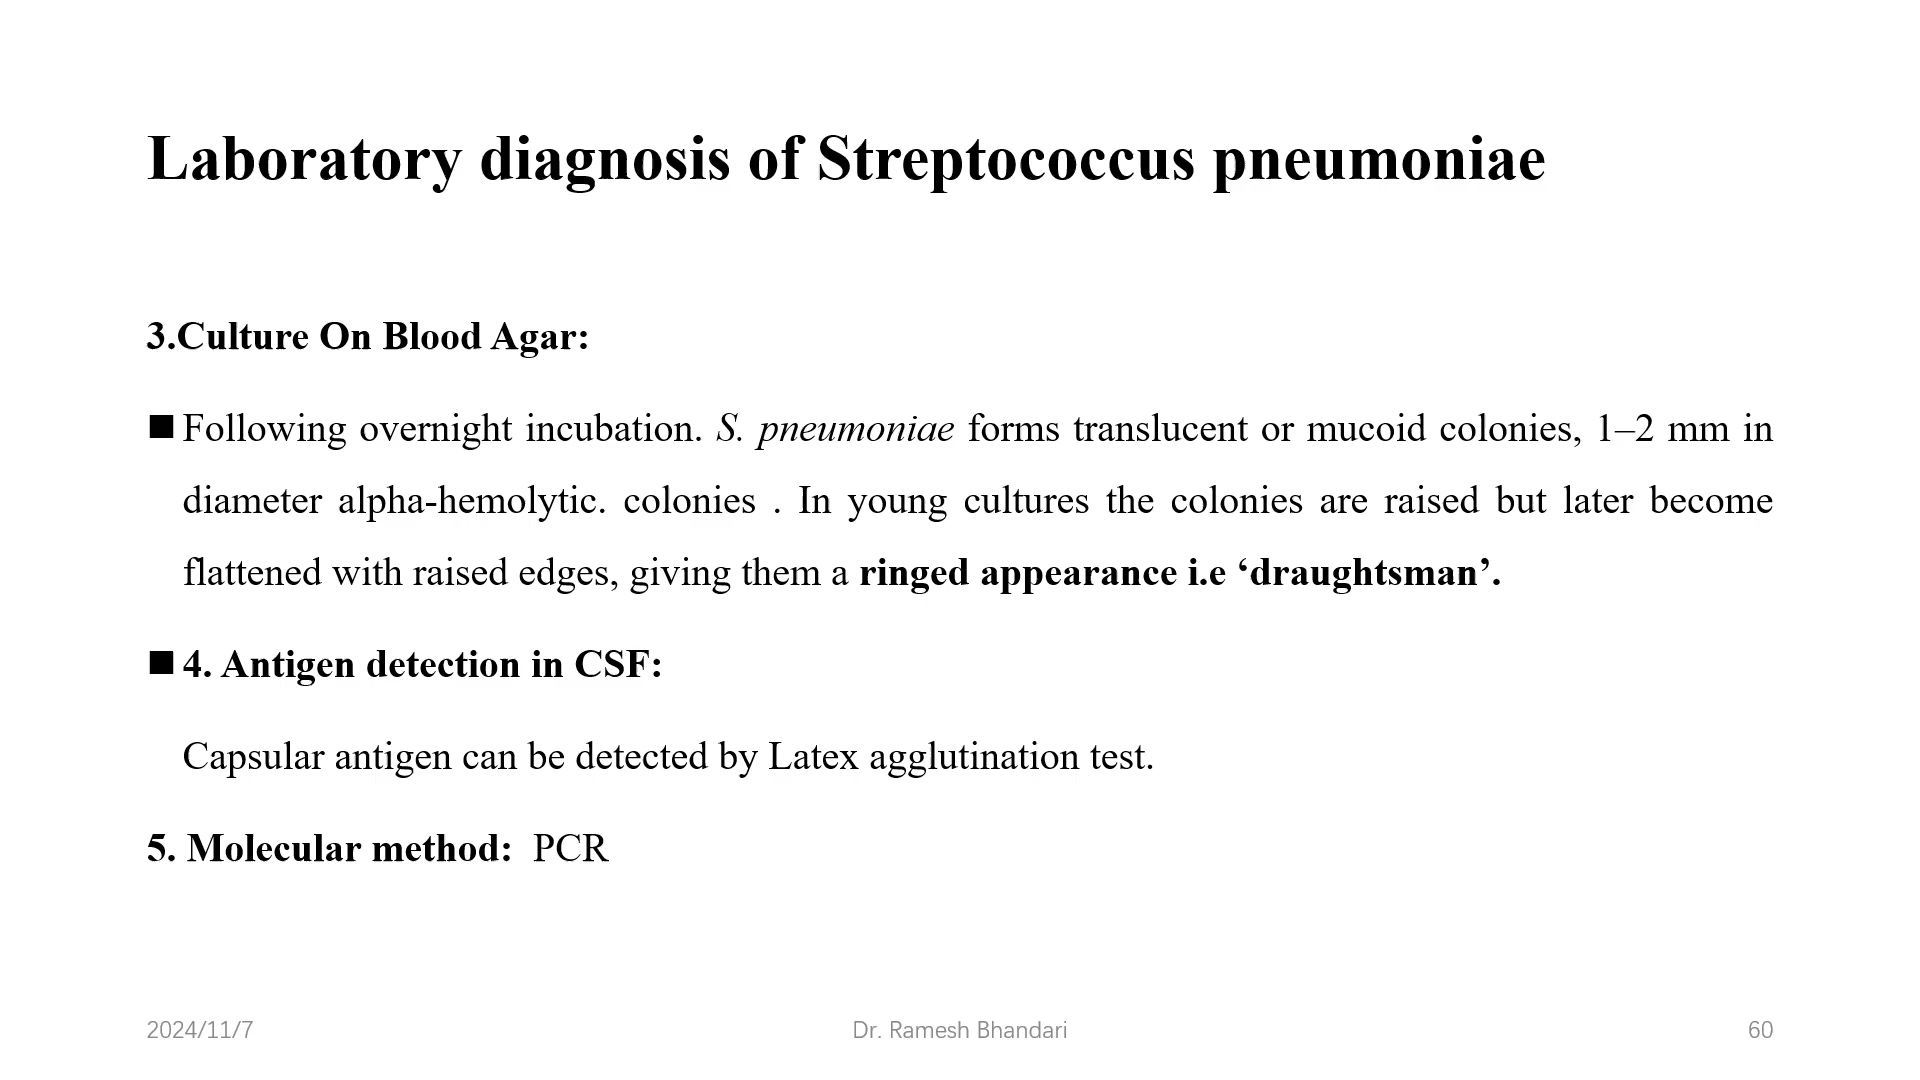 Laboratory diagnosis of Streptococcus pneumoniae
3.Culture On Blood Agar:
■ Following overnight incubation. S. pneumoniae forms translucent or mucoid colonies, 1–2 mm in
diameter alpha-hemolytic. colonies . In young cultures the colonies are raised but later become
flattened with raised edges, giving them a ringed appearance i.e ‘draughtsman’.
■ 4. Antigen detection in CSF:
Capsular antigen can be detected by Latex agglutination test.
5. Molecular method: PCR
2024/11/7 Dr. Ramesh Bhandari 60